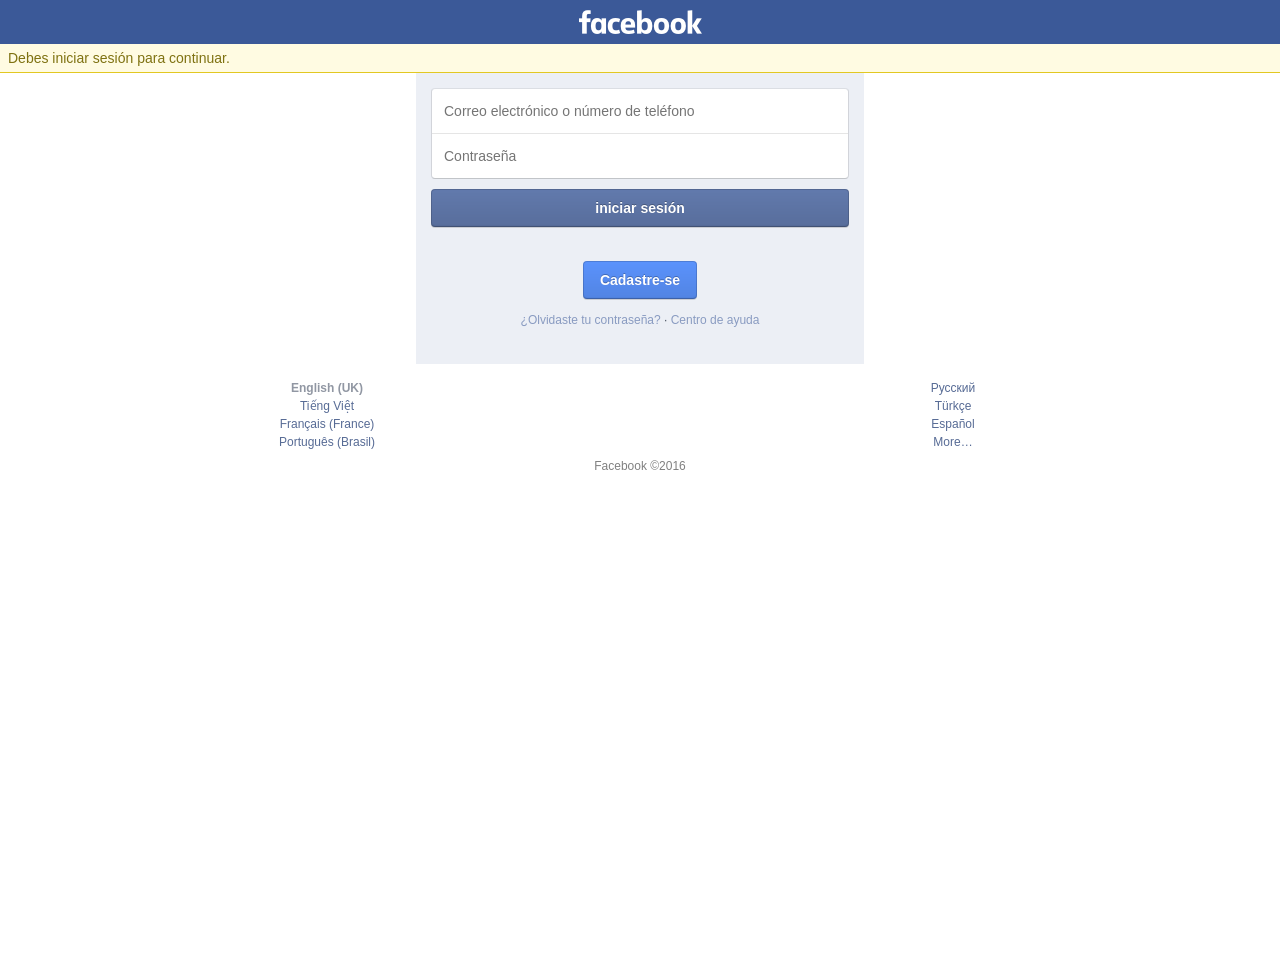 facebook
Debes iniciar sesión para continuar.
Correo electrónico o número de teléfono
Contraseña
iniciar sesión
Cadastre-se
¿Olvidaste tu contraseña? · Centro de ayuda
English (UK)
Tiếng Việt
Français (France)
Português (Brasil)
Русский
Türkçe
Español
More…
Facebook ©2016